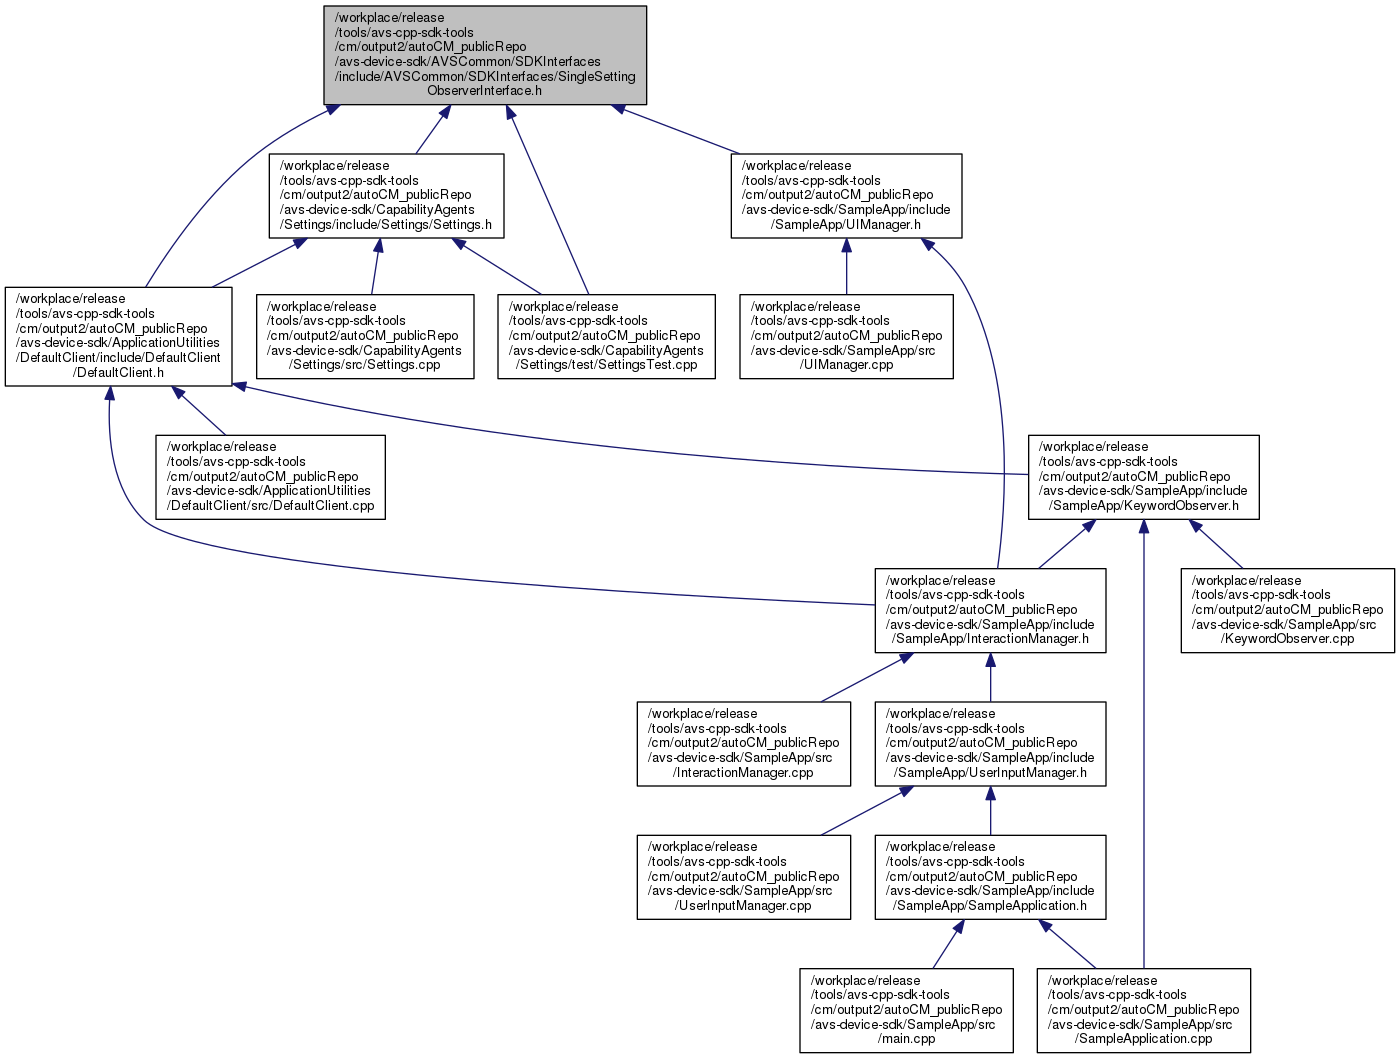 /workplace/release
/tools/avs-cpp-sdk-tools
/cm/output2/autoCM_publicRepo
/avs-device-sdk/AVSCommon/SDKInterfaces
/include/AVSCommon/SDKInterfaces/SingleSetting
ObserverInterface.h
/workplace/release
/tools/avs-cpp-sdk-tools
/cm/output2/autoCM_publicRepo
/avs-device-sdk/CapabilityAgents
/Settings/include/Settings/Settings.h
/workplace/release
/tools/avs-cpp-sdk-tools
/cm/output2/autoCM_publicRepo
/avs-device-sdk/SampleApp/include
/SampleApp/UIManager.h
/workplace/release
/tools/avs-cpp-sdk-tools
/cm/output2/autoCM_publicRepo
/avs-device-sdk/ApplicationUtilities
/DefaultClient/include/DefaultClient
/DefaultClient.h
/workplace/release
/tools/avs-cpp-sdk-tools
/cm/output2/autoCM_publicRepo
/avs-device-sdk/CapabilityAgents
/Settings/src/Settings.cpp
/workplace/release
/tools/avs-cpp-sdk-tools
/cm/output2/autoCM_publicRepo
/avs-device-sdk/CapabilityAgents
/Settings/test/SettingsTest.cpp
/workplace/release
/tools/avs-cpp-sdk-tools
/cm/output2/autoCM_publicRepo
/avs-device-sdk/SampleApp/src
/UIManager.cpp
/workplace/release
/tools/avs-cpp-sdk-tools
/cm/output2/autoCM_publicRepo
/avs-device-sdk/ApplicationUtilities
/DefaultClient/src/DefaultClient.cpp
/workplace/release
/tools/avs-cpp-sdk-tools
/cm/output2/autoCM_publicRepo
/avs-device-sdk/SampleApp/include
/SampleApp/KeywordObserver.h
/workplace/release
/tools/avs-cpp-sdk-tools
/cm/output2/autoCM_publicRepo
/avs-device-sdk/SampleApp/include
/SampleApp/InteractionManager.h
/workplace/release
/tools/avs-cpp-sdk-tools
/cm/output2/autoCM_publicRepo
/avs-device-sdk/SampleApp/src
/KeywordObserver.cpp
/workplace/release
/tools/avs-cpp-sdk-tools
/cm/output2/autoCM_publicRepo
/avs-device-sdk/SampleApp/src
/InteractionManager.cpp
/workplace/release
/tools/avs-cpp-sdk-tools
/cm/output2/autoCM_publicRepo
/avs-device-sdk/SampleApp/include
/SampleApp/UserInputManager.h
/workplace/release
/tools/avs-cpp-sdk-tools
/cm/output2/autoCM_publicRepo
/avs-device-sdk/SampleApp/src
/UserInputManager.cpp
/workplace/release
/tools/avs-cpp-sdk-tools
/cm/output2/autoCM_publicRepo
/avs-device-sdk/SampleApp/include
/SampleApp/SampleApplication.h
/workplace/release
/tools/avs-cpp-sdk-tools
/cm/output2/autoCM_publicRepo
/avs-device-sdk/SampleApp/src
/main.cpp
/workplace/release
/tools/avs-cpp-sdk-tools
/cm/output2/autoCM_publicRepo
/avs-device-sdk/SampleApp/src
/SampleApplication.cpp